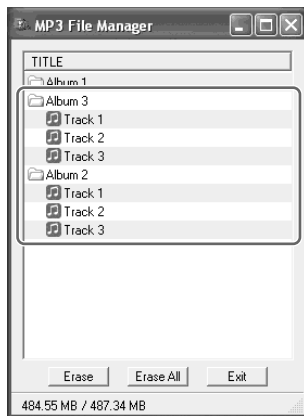 MP3 File Manager
TITLE
Album 1
Album 3
Track 1
Track 2
Track 3
Album 2
Track 1
Track 2
Track 3
Erase
Erase All
Exit
484.55 MB / 487.34 MB